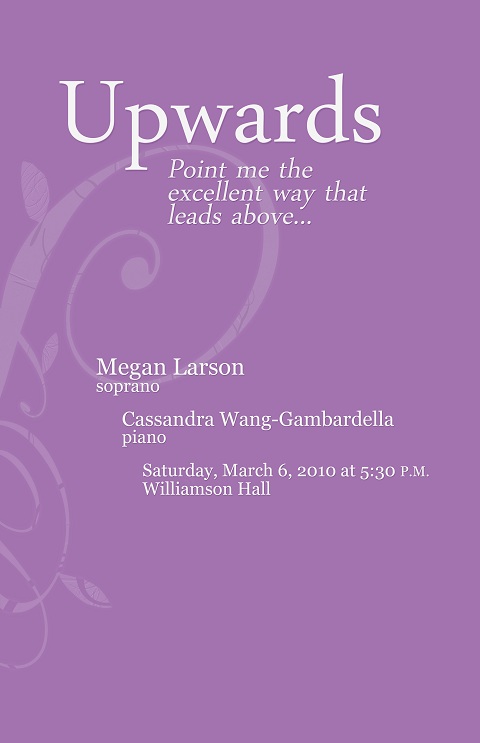 Upwards
Point me the
excellent way that
leads above...
Megan Larson
soprano
Cassandra Wang-Gambardella
piano
Saturday, March 6, 2010 at 5:30 P.M.
Williamson Hall